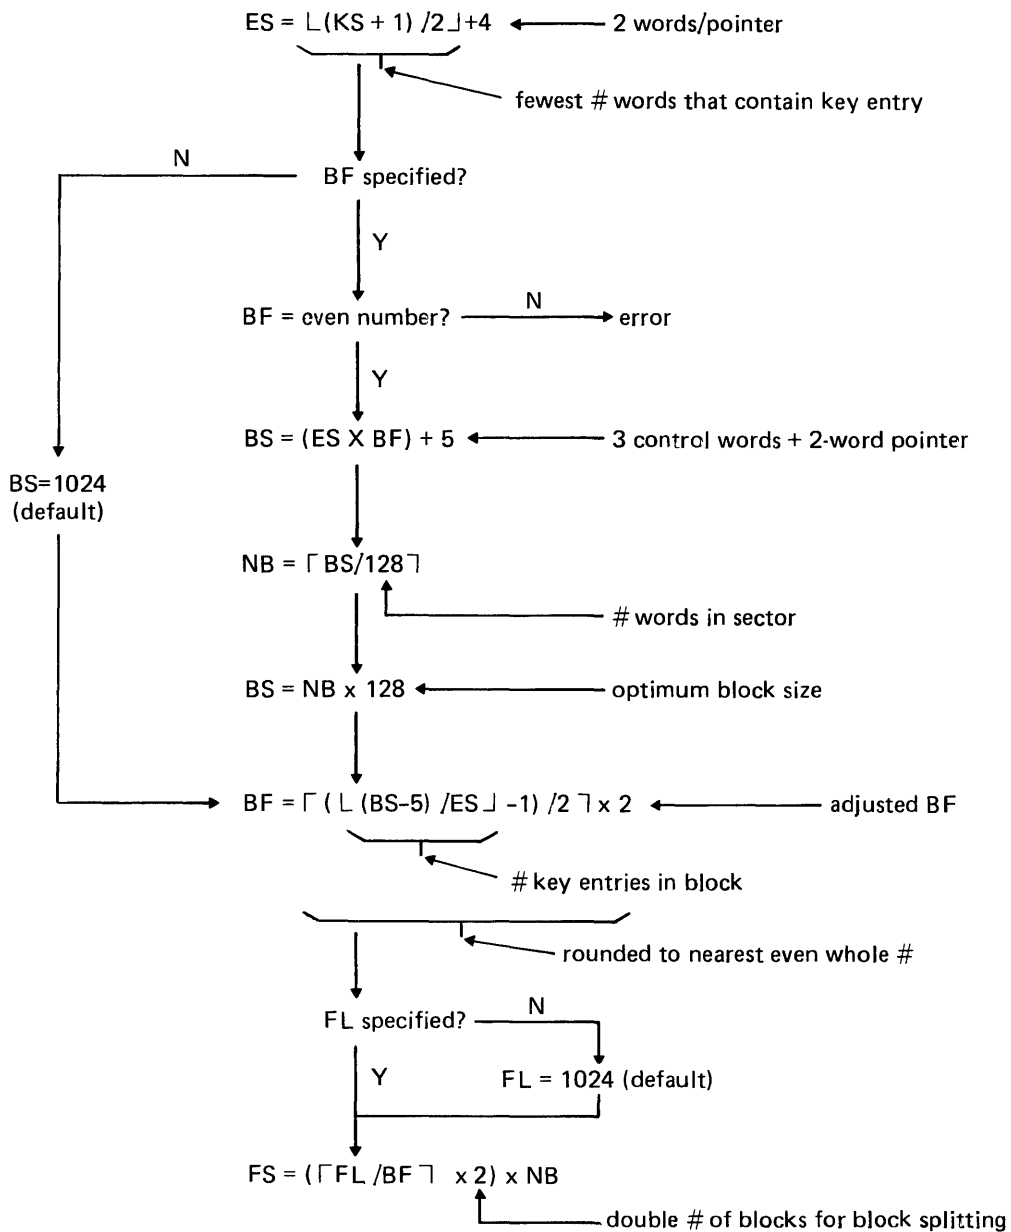 ES = ⌊(KS + 1) /2⌋+4
2 words/pointer
fewest # words that contain key entry
N
BF specified?
Y
BF = even number?
N
error
Y
BS = (ES X BF) + 5
3 control words + 2-word pointer
BS=1024
(default)
NB = ⌈ BS/128⌉
# words in sector
BS = NB x 128
optimum block size
BF = ⌈ ( ⌊ (BS-5) /ES⌋ -1) /2 ⌉ x 2
adjusted BF
# key entries in block
rounded to nearest even whole #
FL specified?
N
Y
FL = 1024 (default)
FS = (⌈FL /BF⌉ x 2) x NB
double # of blocks for block splitting